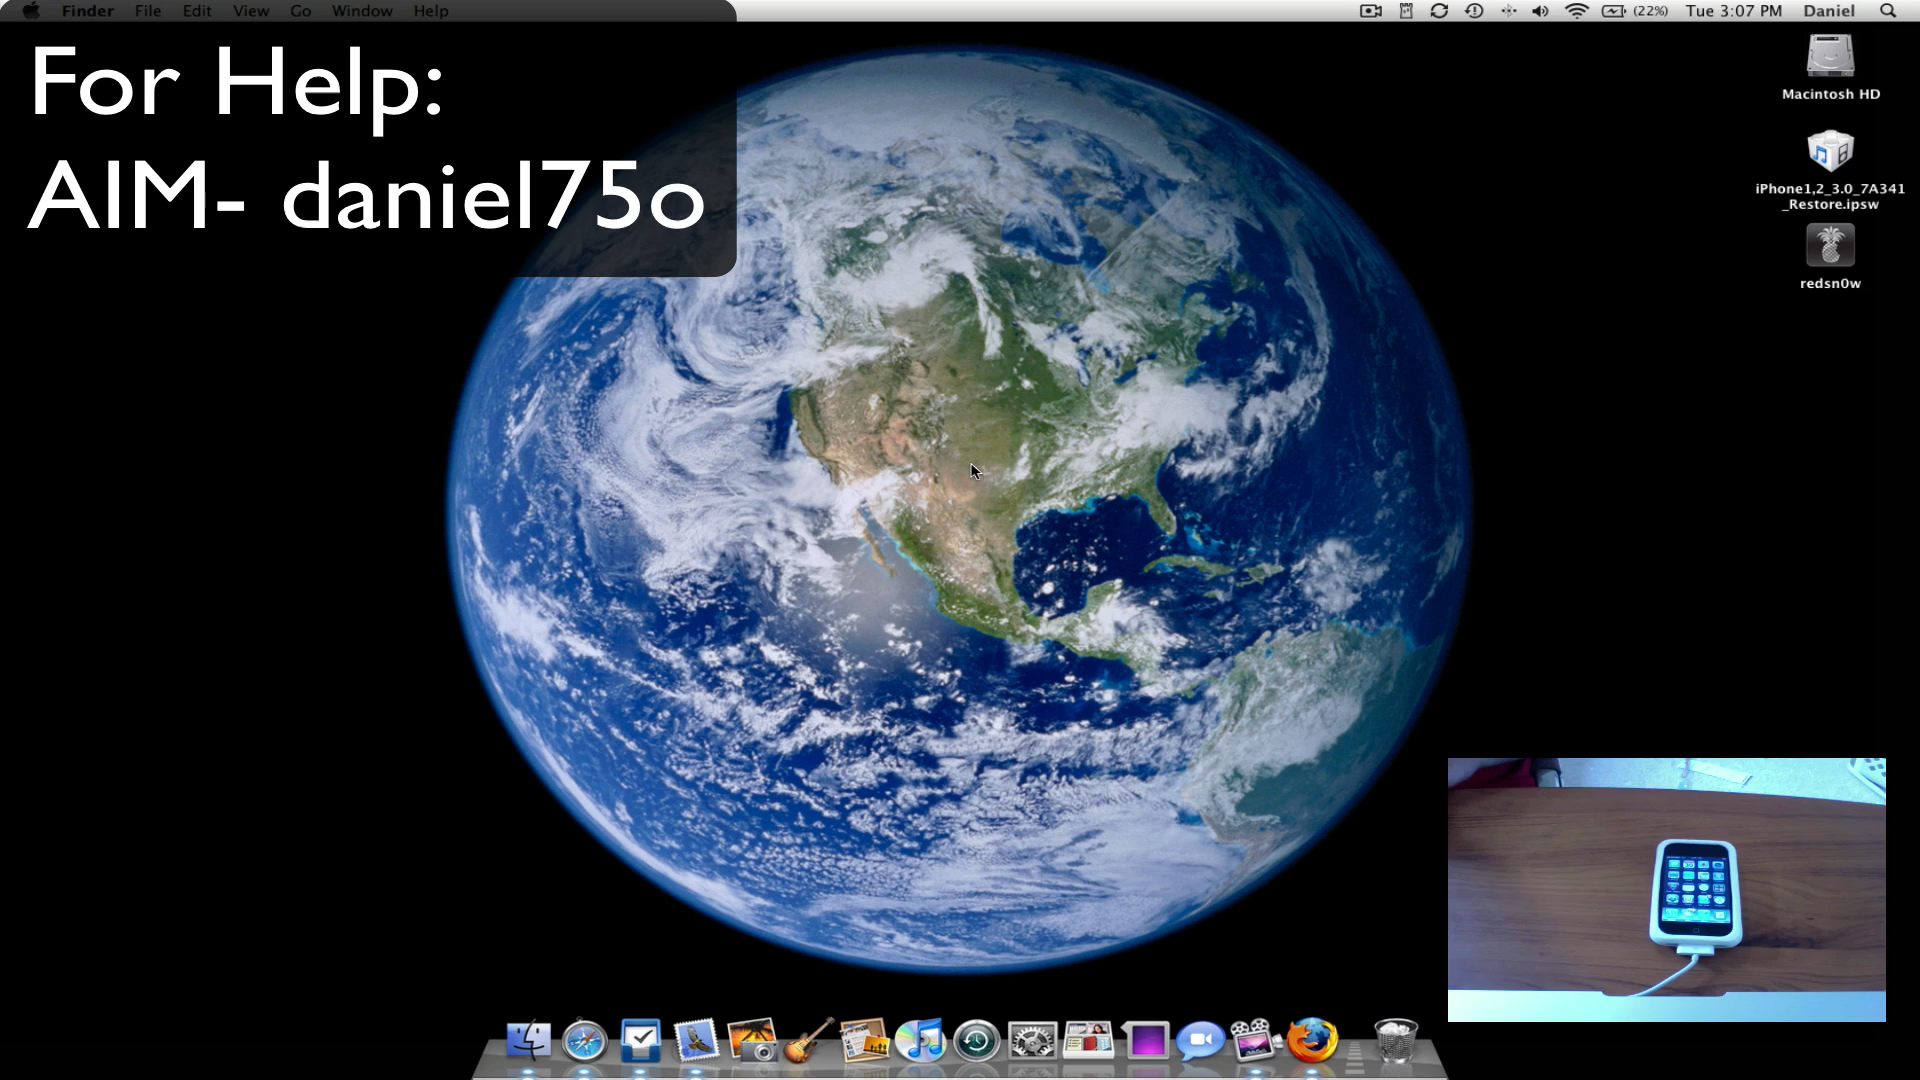 Finder File Edit View Go Window Help
(22%) Tue 3:07 PM Daniel
For Help:
AIM- daniel75o
Macintosh HD
iPhone1,2_3.0_7A341
_Restore.ipsw
redsn0w